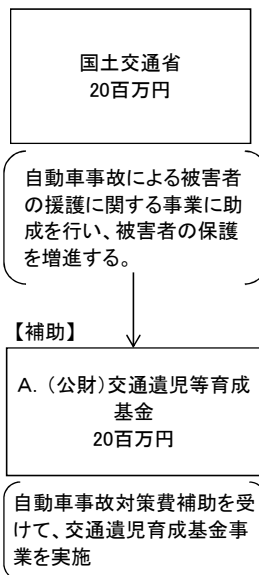 国土交通省
20百万円
自動車事故による被害者
の援護に関する事業に助
成を行い、被害者の保護
を増進する。
【補助】
A. (公財)交通遺児等育成
基金
20百万円
自動車事故対策費補助を受
けて、交通遺児育成基金事
業を実施